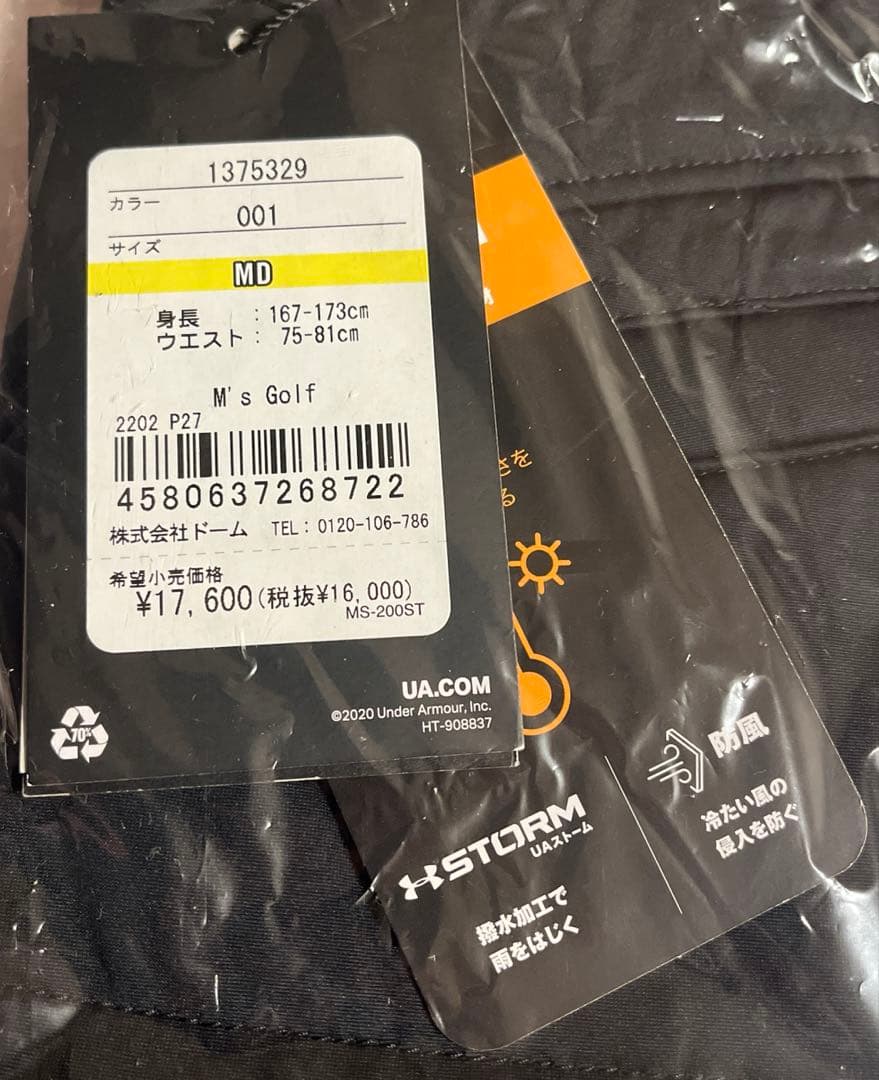 1375329
カラー
001
サイズ
MD
身長 : 167-173cm
ウエスト : 75-81cm
M's Golf
2202 P27
4580637268722
株式会社ドーム TEL: 0120-106-786
希望小売価格
¥17,600(税抜¥16,000)
MS-200ST
UA.COM
©2020 Under Armour, Inc.
HT-908837
70%
さを
る
STORM
UAストーム
撥水加工で
雨をはじく
防風
冷たい風の
侵入を防ぐ